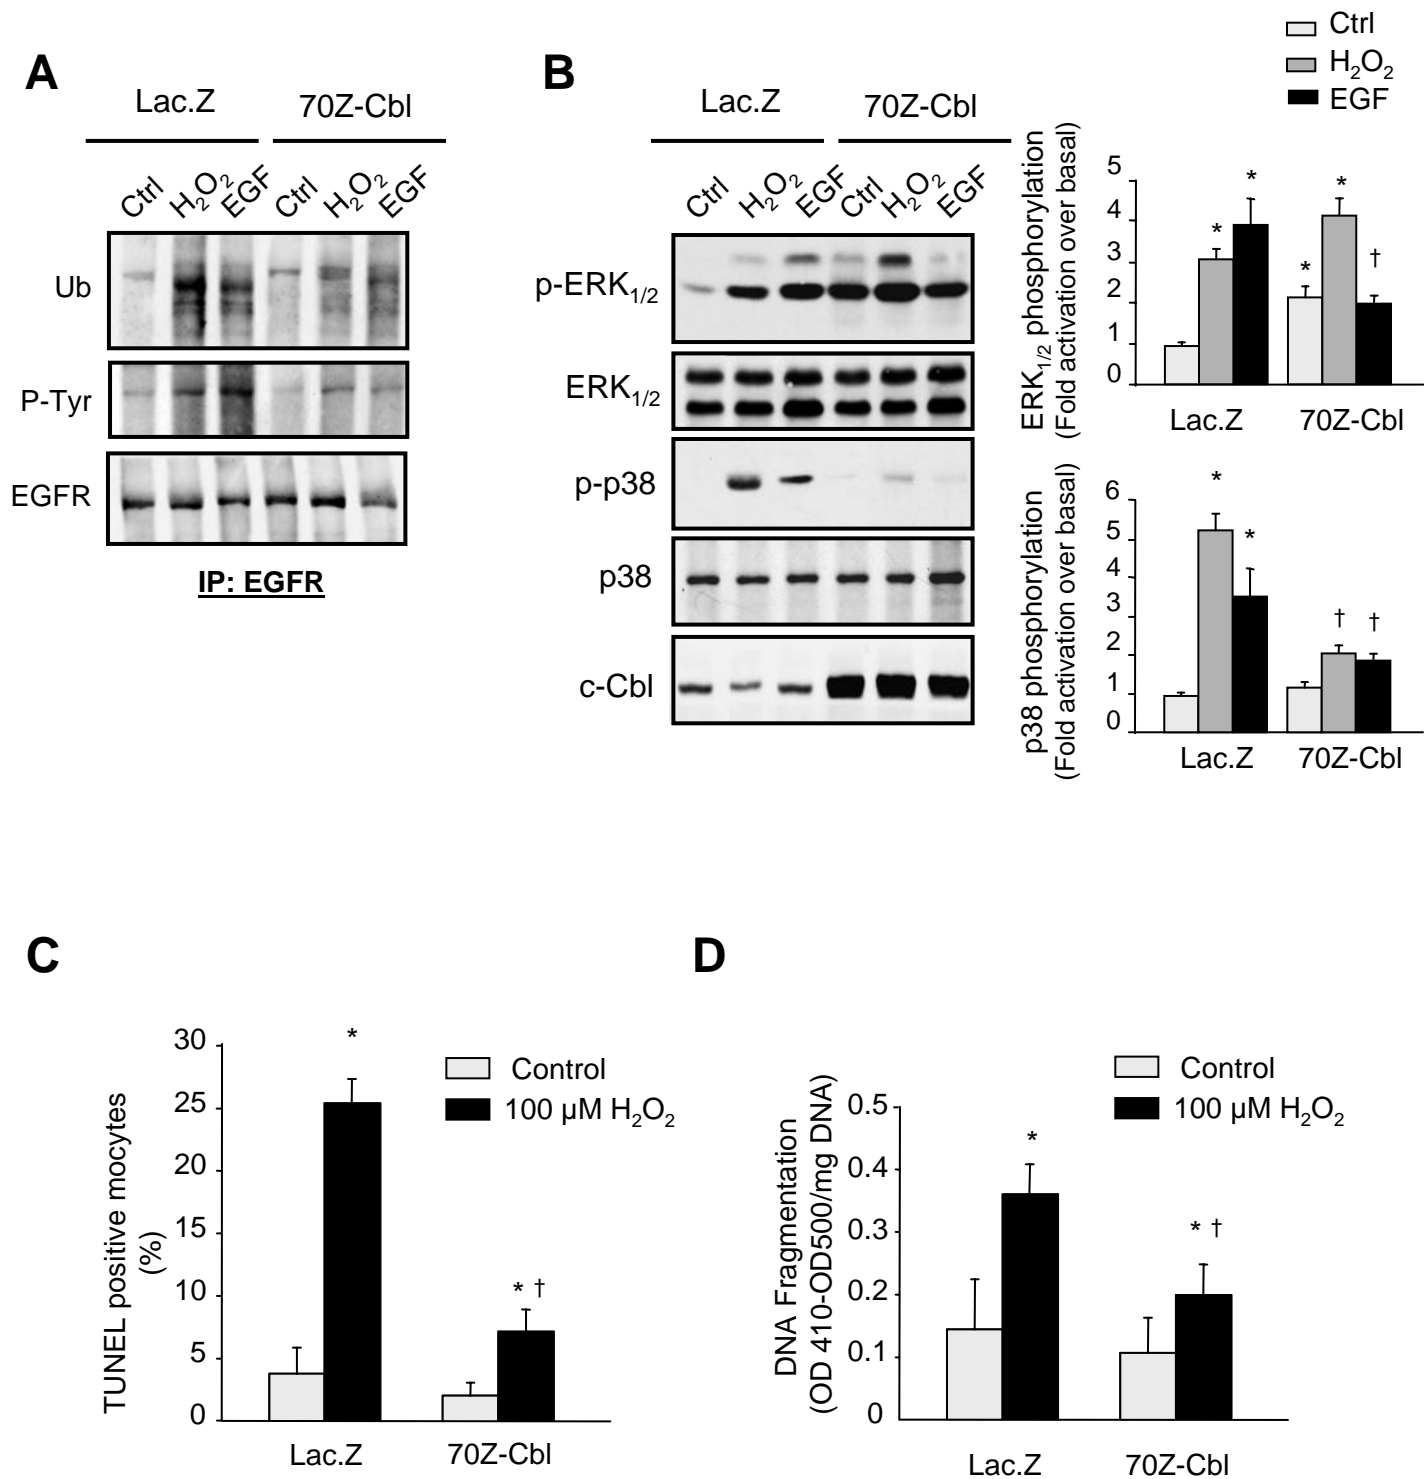 A
Lac.Z
70Z-Cbl
Ctrl
H2O2
EGF
Ctrl
H2O2
EGF
Ub
P-Tyr
EGFR
IP: EGFR
B
Lac.Z
70Z-Cbl
Ctrl
H2O2
EGF
Ctrl
H2O2
EGF
p-ERK1/2
ERK1/2
p-p38
p38
c-Cbl
Ctrl
H2O2
EGF
ERK1/2 phosphorylation
(Fold activation over basal)
5
4
3
2
1
0
*
*
*
*
†
Lac.Z
70Z-Cbl
p38 phosphorylation
(Fold activation over basal)
6
5
4
3
2
1
0
*
*
†
†
Lac.Z
70Z-Cbl
C
TUNEL positive mocytes
(%)
30
25
20
15
10
5
0
*
* †
Control
100 µM H2O2
Lac.Z
70Z-Cbl
D
DNA Fragmentation
(OD 410-OD500/mg DNA)
0.5
0.4
0.3
0.2
0.1
0
*
* †
Control
100 µM H2O2
Lac.Z
70Z-Cbl